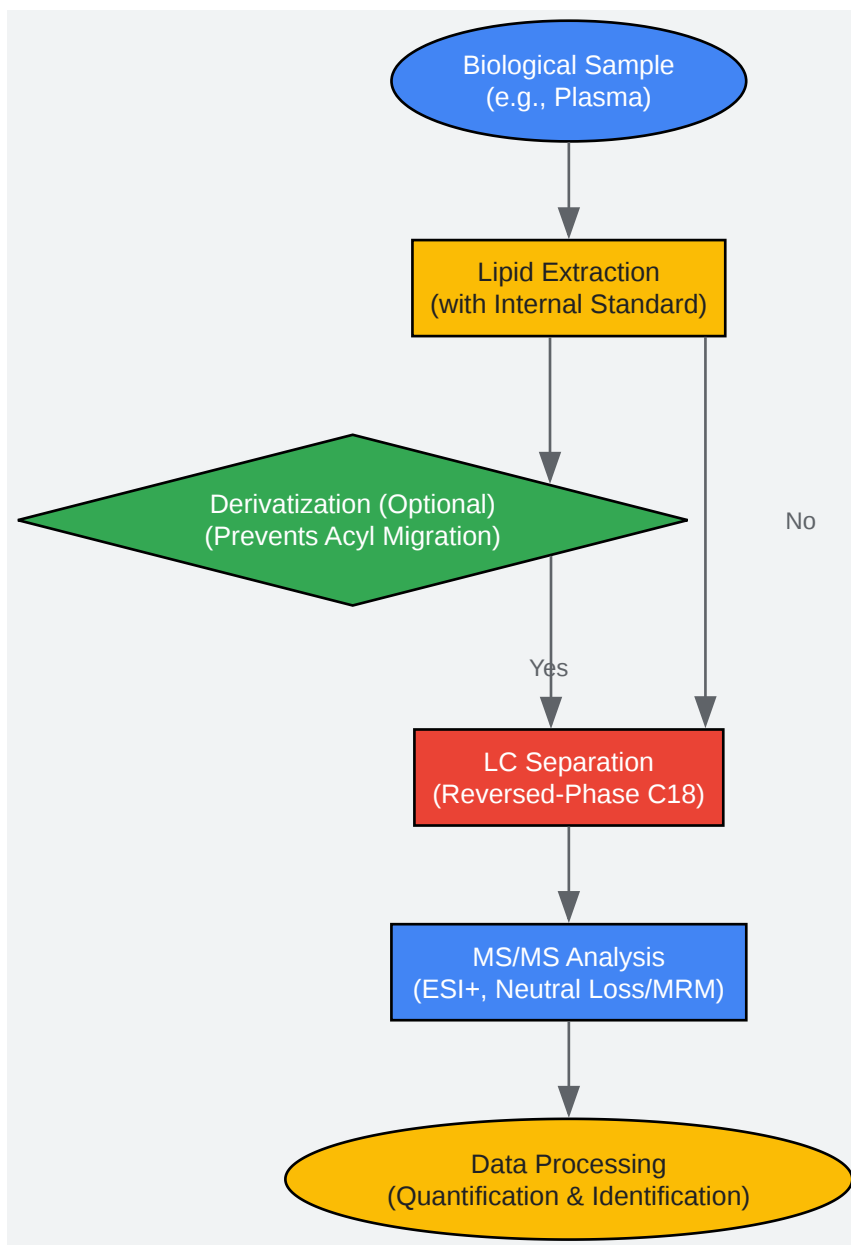 Biological Sample
(e.g., Plasma)
Lipid Extraction
(with Internal Standard)
Derivatization (Optional)
(Prevents Acyl Migration)
No
Yes
LC Separation
(Reversed-Phase C18)
MS/MS Analysis
(ESI+, Neutral Loss/MRM)
Data Processing
(Quantification & Identification)